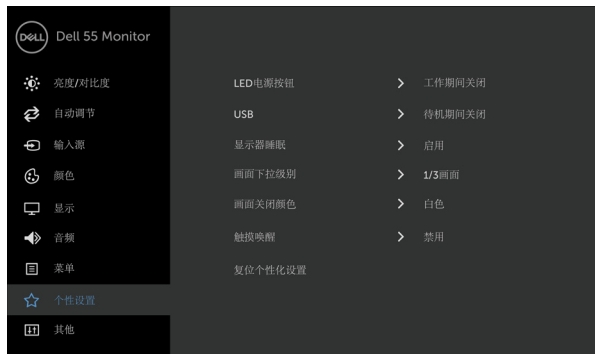 DELL Dell 55 Monitor
亮度/对比度 LED电源按钮 工作期间关闭
自动调节 USB 待机期间关闭
输入源 显示器睡眠 启用
颜色 画面下拉级别 1/3画面
显示 画面关闭颜色 白色
音频 触摸唤醒 禁用
菜单 复位个性化设置
个性设置
其他